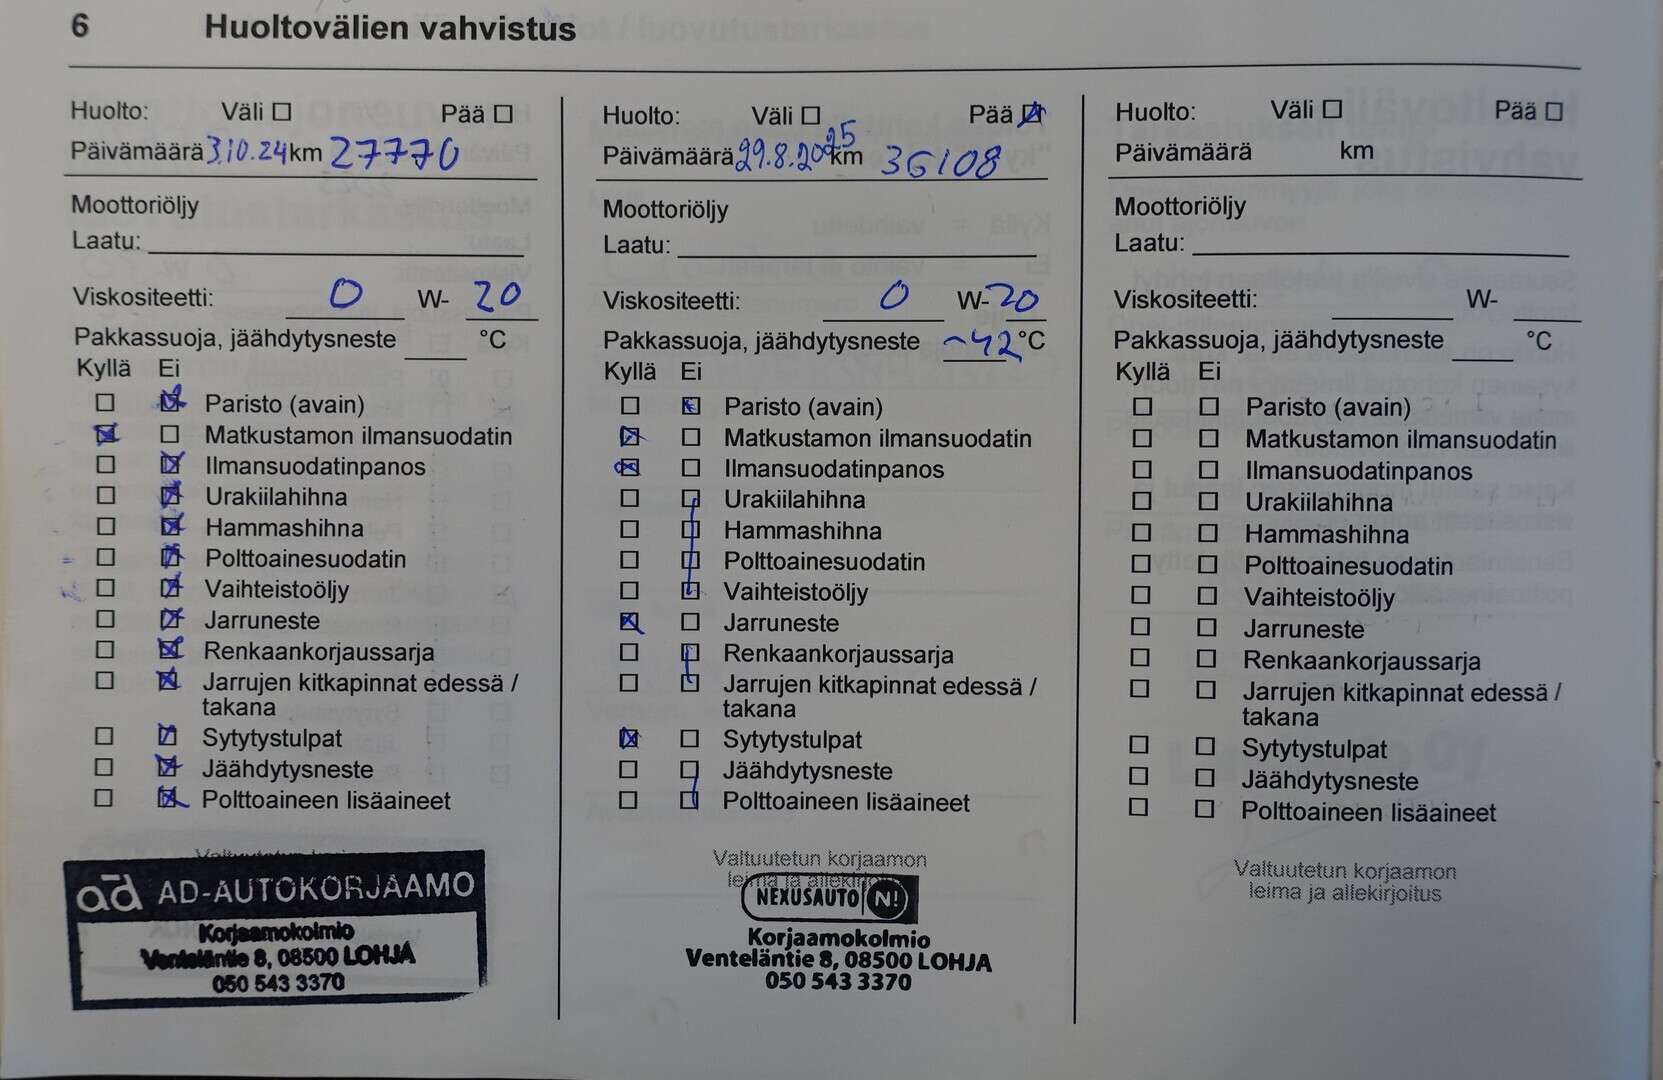 6 Huoltovälien vahvistus
Huolto: Väli ☐ Pää ☐
Päivämäärä 3.10.24 km 27770
Moottoriöljy
Laatu:
Viskositeetti: 0 W- 20
Pakkassuoja, jäähdytysneste °C
Kyllä Ei
☐ ☒ Paristo (avain)
☒ ☐ Matkustamon ilmansuodatin
☐ ☒ Ilmansuodatinpanos
☐ ☒ Urakiilahihna
☐ ☒ Hammashihna
☐ ☒ Polttoainesuodatin
☐ ☒ Vaihteistoöljy
☐ ☒ Jarruneste
☐ ☒ Renkaankorjaussarja
☐ ☒ Jarrujen kitkapinnat edessä /
takana
☐ ☒ Sytytystulpat
☐ ☒ Jäähdytysneste
☐ ☒ Polttoaineen lisäaineet
ad AD-AUTOKORJAAMO
Korjaamokolmio
Venteläntie 8, 08500 LOHJA
050 543 3370
Huolto: Väli ☐ Pää ☒
Päivämäärä 29.8.2025 km 36108
Moottoriöljy
Laatu:
Viskositeetti: 0 W-20
Pakkassuoja, jäähdytysneste -42 °C
Kyllä Ei
☐ ☒ Paristo (avain)
☒ ☐ Matkustamon ilmansuodatin
☒ ☐ Ilmansuodatinpanos
☐ ☒ Urakiilahihna
☐ ☒ Hammashihna
☐ ☒ Polttoainesuodatin
☐ ☒ Vaihteistoöljy
☒ ☐ Jarruneste
☐ ☒ Renkaankorjaussarja
☐ ☒ Jarrujen kitkapinnat edessä /
takana
☒ ☐ Sytytystulpat
☐ ☒ Jäähdytysneste
☐ ☒ Polttoaineen lisäaineet
Valtuutetun korjaamon
leima ja allekirjoitus
NEXUSAUTO N!
Korjaamokolmio
Venteläntie 8, 08500 LOHJA
050 543 3370
Huolto: Väli ☐ Pää ☐
Päivämäärä km
Moottoriöljy
Laatu:
Viskositeetti: W-
Pakkassuoja, jäähdytysneste °C
Kyllä Ei
☐ ☐ Paristo (avain)
☐ ☐ Matkustamon ilmansuodatin
☐ ☐ Ilmansuodatinpanos
☐ ☐ Urakiilahihna
☐ ☐ Hammashihna
☐ ☐ Polttoainesuodatin
☐ ☐ Vaihteistoöljy
☐ ☐ Jarruneste
☐ ☐ Renkaankorjaussarja
☐ ☐ Jarrujen kitkapinnat edessä /
takana
☐ ☐ Sytytystulpat
☐ ☐ Jäähdytysneste
☐ ☐ Polttoaineen lisäaineet
Valtuutetun korjaamon
leima ja allekirjoitus